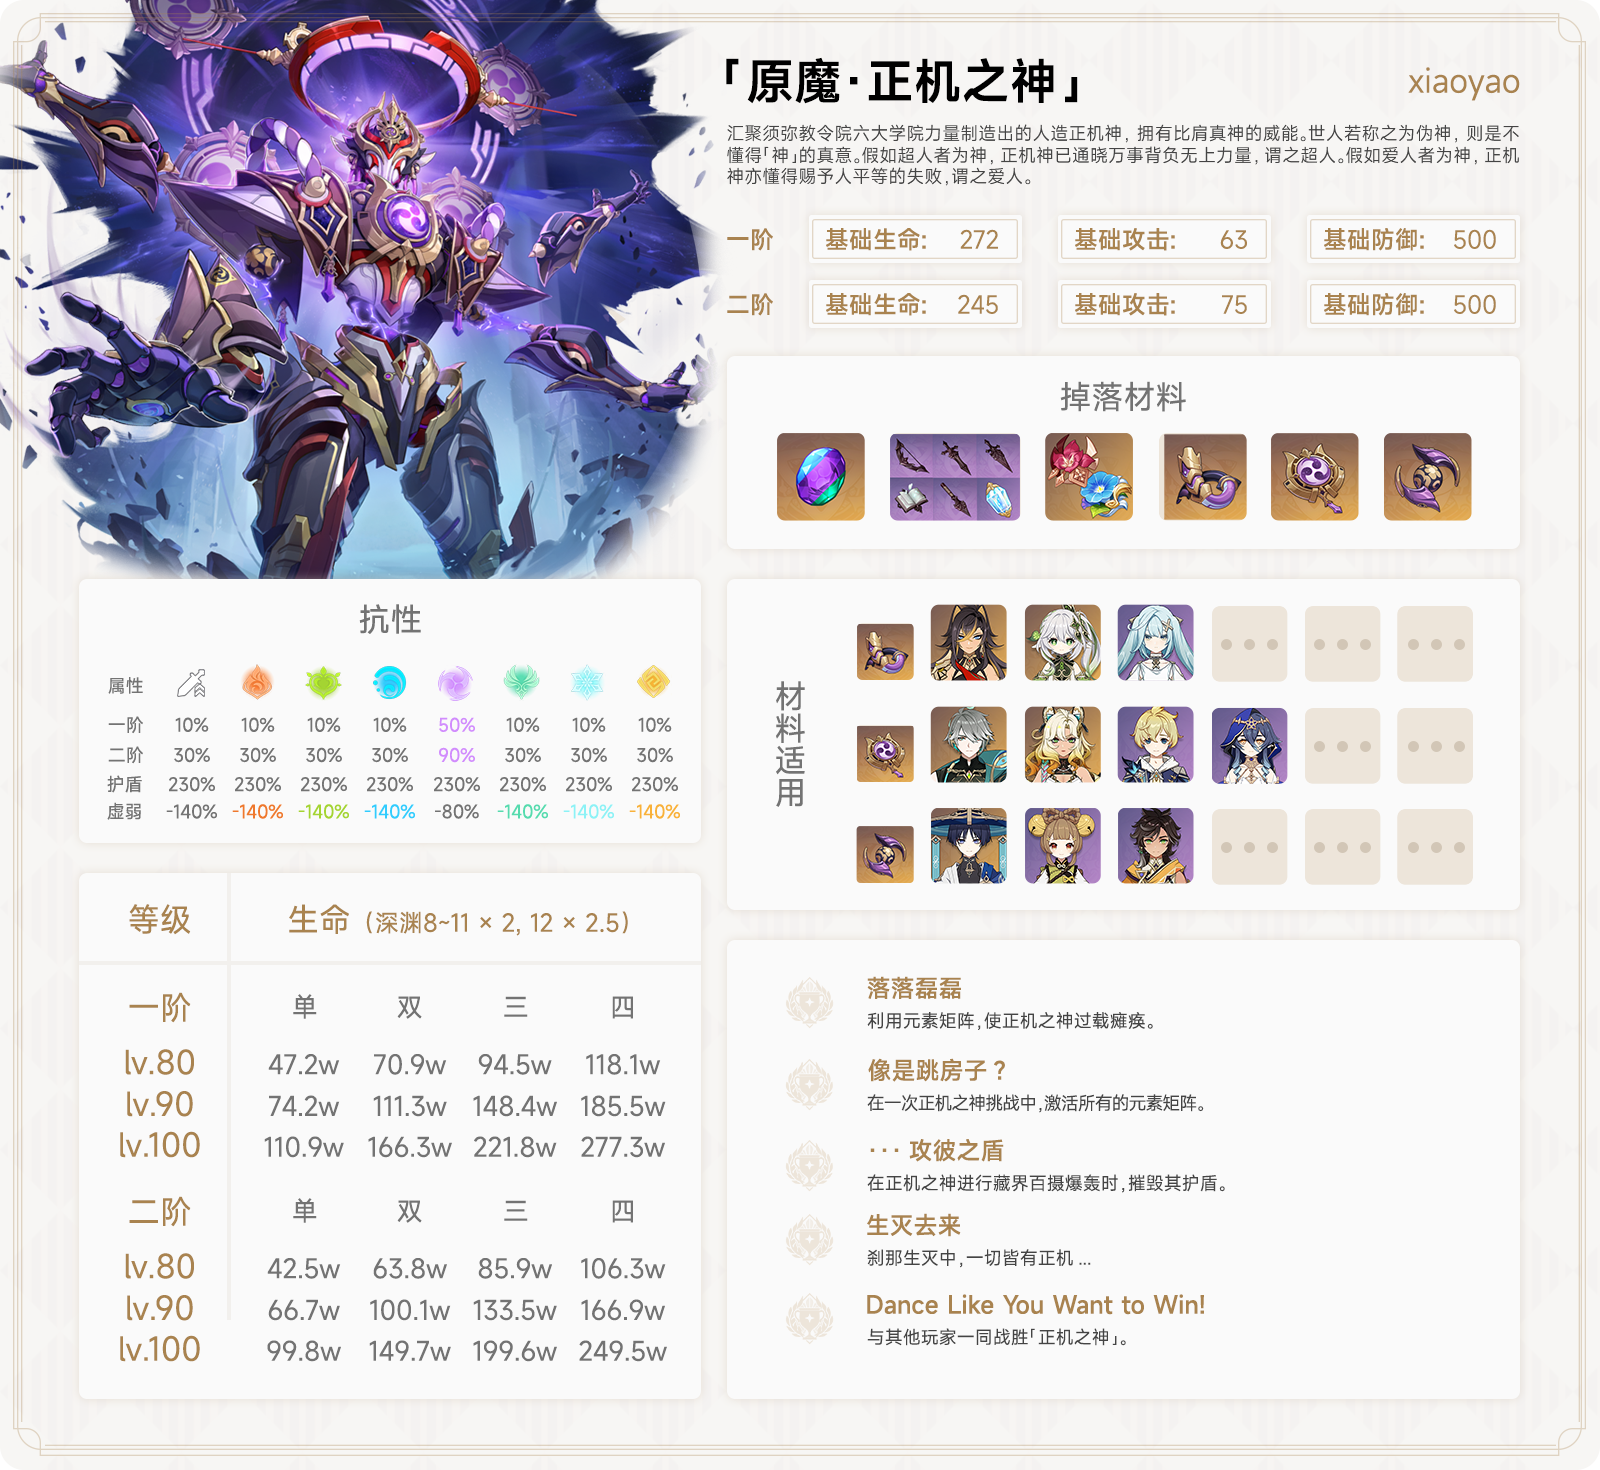 「原魔·正机之神」
xiaoyao
汇聚须弥教令院六大学院力量制造出的人造正机神，拥有比肩真神的威能。世人若称之为伪神，则是不
懂得「神」的真意。假如超人者为神，正机神已通晓万事背负无上力量，谓之超人。假如爱人者为神，正机
神亦懂得赐予人平等的失败，谓之爱人。
一阶 基础生命: 272 基础攻击: 63 基础防御: 500
二阶 基础生命: 245 基础攻击: 75 基础防御: 500
掉落材料
抗性
属性
一阶 10% 10% 10% 10% 50% 10% 10% 10%
二阶 30% 30% 30% 30% 90% 30% 30% 30%
护盾 230% 230% 230% 230% 230% 230% 230% 230%
虚弱 -140% -140% -140% -140% -80% -140% -140% -140%
材料适用
等级 生命（深渊8~11 × 2, 12 × 2.5）
一阶 单 双 三 四
lv.80 47.2w 70.9w 94.5w 118.1w
lv.90 74.2w 111.3w 148.4w 185.5w
lv.100 110.9w 166.3w 221.8w 277.3w
二阶 单 双 三 四
lv.80 42.5w 63.8w 85.9w 106.3w
lv.90 66.7w 100.1w 133.5w 166.9w
lv.100 99.8w 149.7w 199.6w 249.5w
落落磊磊
利用元素矩阵，使正机之神过载瘫痪。
像是跳房子？
在一次正机之神挑战中，激活所有的元素矩阵。
··· 攻彼之盾
在正机之神进行藏界百摄爆轰时，摧毁其护盾。
生灭去来
刹那生灭中，一切皆有正机 ...
Dance Like You Want to Win!
与其他玩家一同战胜「正机之神」。